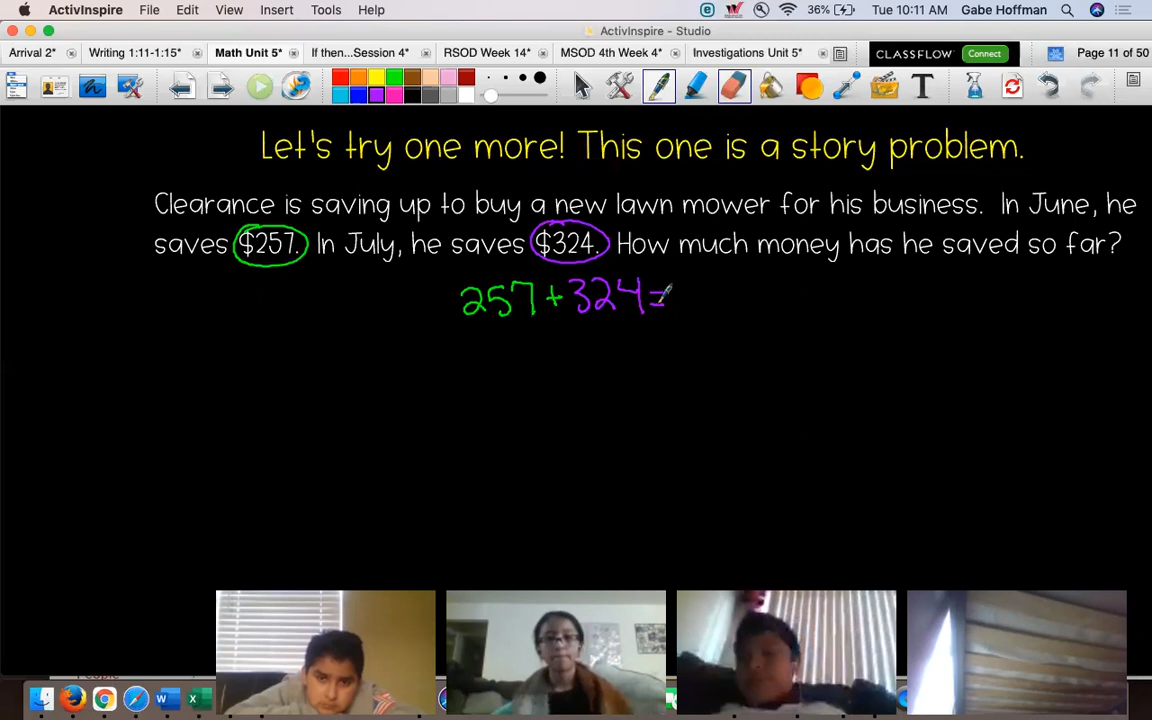 ActivInspire File Edit View Insert Tools Help 36% Tue 10:11 AM Gabe Hoffman
ActivInspire - Studio
Arrival 2* Writing 1:11-1:15* Math Unit 5* If then...Session 4* RSOD Week 14* MSOD 4th Week 4* Investigations Unit 5* CLASSFLOW Connect Page 11 of 50
Let's try one more! This one is a story problem.
Clearance is saving up to buy a new lawn mower for his business. In June, he
saves $257. In July, he saves $324. How much money has he saved so far?
257+324=